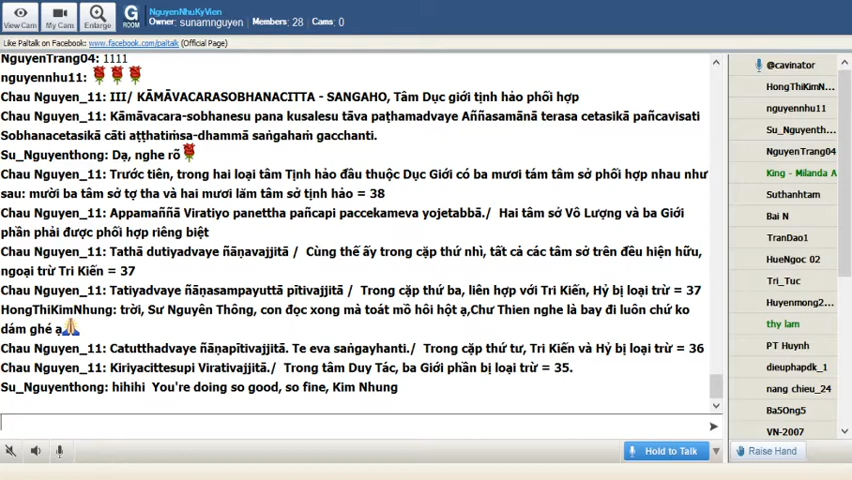 View Cam
My Cam
Enlarge
G
ROOM
NguyenNhuKyVien
Owner: sunamnguyen Members: 28 Cams: 0
Like Paltalk on Facebook: www.facebook.com/paltalk (Official Page)
NguyenTrang04: 1111
nguyennhu11:
Chau Nguyen_11: III/ KĀMĀVACARASOBHANACITTA - SANGAHO, Tâm Dục giới tịnh hảo phối hợp
Chau Nguyen_11: Kāmāvacara-sobhanesu pana kusalesu tāva paṭhamadvaye Aññasamānā terasa cetasikā pañcavisati
Sobhanacetasikā cāti aṭṭhatiṃsa-dhammā saṅgahaṃ gacchanti.
Su_Nguyenthong: Dạ, nghe rõ
Chau Nguyen_11: Trước tiên, trong hai loại tâm Tịnh hảo đầu thuộc Dục Giới có ba mươi tám tâm sở phối hợp nhau như
sau: mười ba tâm sở tợ tha và hai mươi lăm tâm sở tịnh hảo = 38
Chau Nguyen_11: Appamaññā Viratiyo panettha pañcapi paccekameva yojetabbā./ Hai tâm sở Vô Lượng và ba Giới
phần phải được phối hợp riêng biệt
Chau Nguyen_11: Tathā dutiyadvaye ñāṇavajjitā / Cùng thế ấy trong cặp thứ nhì, tất cả các tâm sở trên đều hiện hữu,
ngoại trừ Tri Kiến = 37
Chau Nguyen_11: Tatiyadvaye ñāṇasampayuttā pītivajjitā / Trong cặp thứ ba, liên hợp với Tri Kiến, Hỷ bị loại trừ = 37
HongThiKimNhung: trời, Sư Nguyên Thông, con đọc xong mà toát mồ hôi hột ạ,Chư Thien nghe là bay đi luôn chứ ko
dám ghé ạ
Chau Nguyen_11: Catutthadvaye ñāṇapītivajjitā. Te eva saṅgayhanti./ Trong cặp thứ tư, Tri Kiến và Hỷ bị loại trừ = 36
Chau Nguyen_11: Kiriyacittesupi Virativajjitā./ Trong tâm Duy Tác, ba Giới phần bị loại trừ = 35.
Su_Nguyenthong: hihihi You're doing so good, so fine, Kim Nhung
@cavinator
HongThiKimN...
nguyennhu11
Su_Nguyenth...
NguyenTrang04
King - Milanda A
Suthanhtam
Bai N
TranDao1
HueNgoc 02
Tri_Tuc
Huyenmong2...
thy lam
PT Huynh
dieuphapdk_1
nang chieu_24
Ba5Ong5
VN-2007
Hold to Talk
Raise Hand